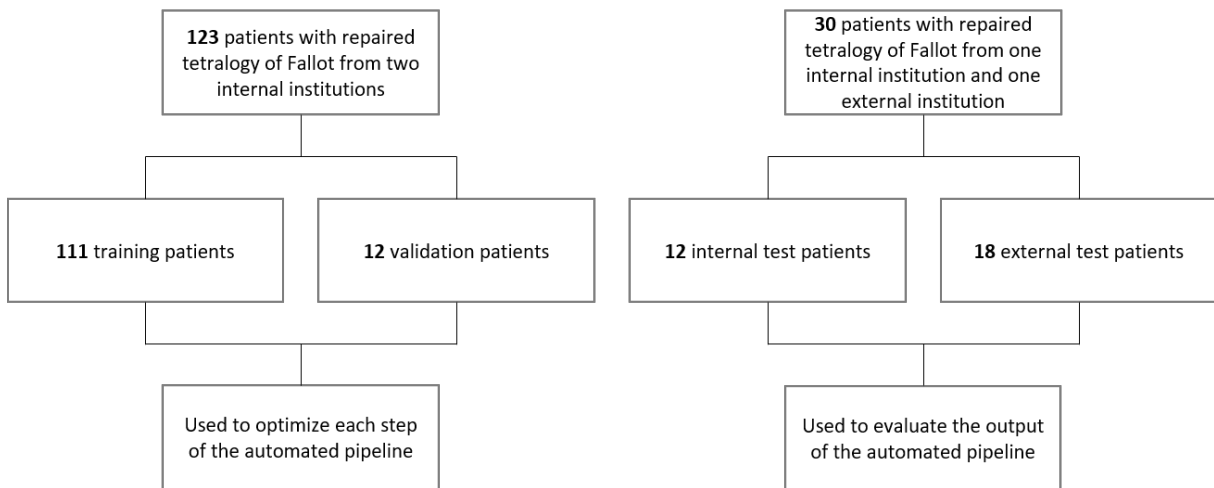 123 patients with repaired
tetralogy of Fallot from two
internal institutions
30 patients with repaired
tetralogy of Fallot from one
internal institution and one
external institution
111 training patients
12 validation patients
12 internal test patients
18 external test patients
Used to optimize each step
of the automated pipeline
Used to evaluate the output
of the automated pipeline